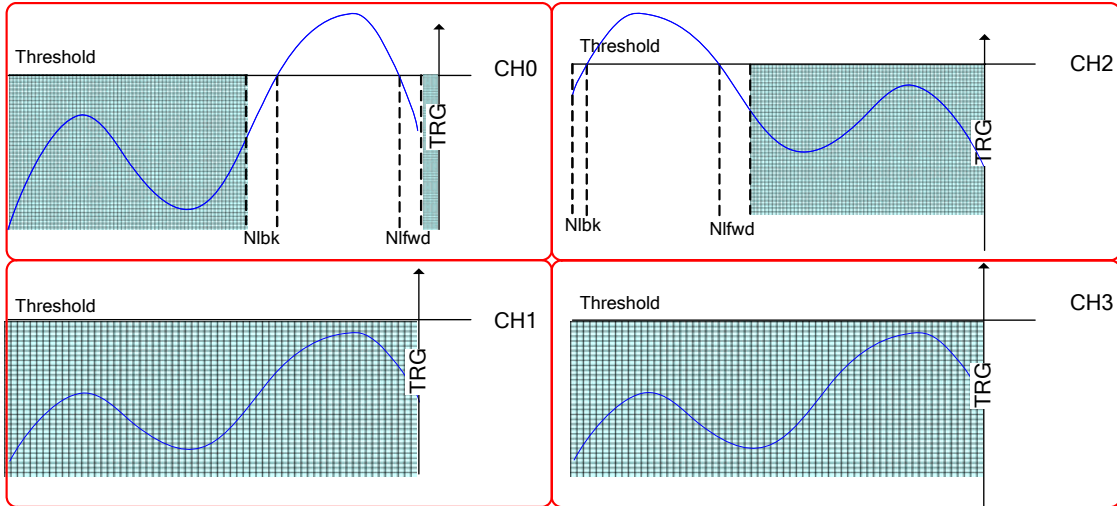 Threshold
CH0
TRG
Nlbk
Nlfwd
Threshold
CH2
TRG
Nlbk
Nlfwd
Threshold
CH1
TRG
Threshold
CH3
TRG